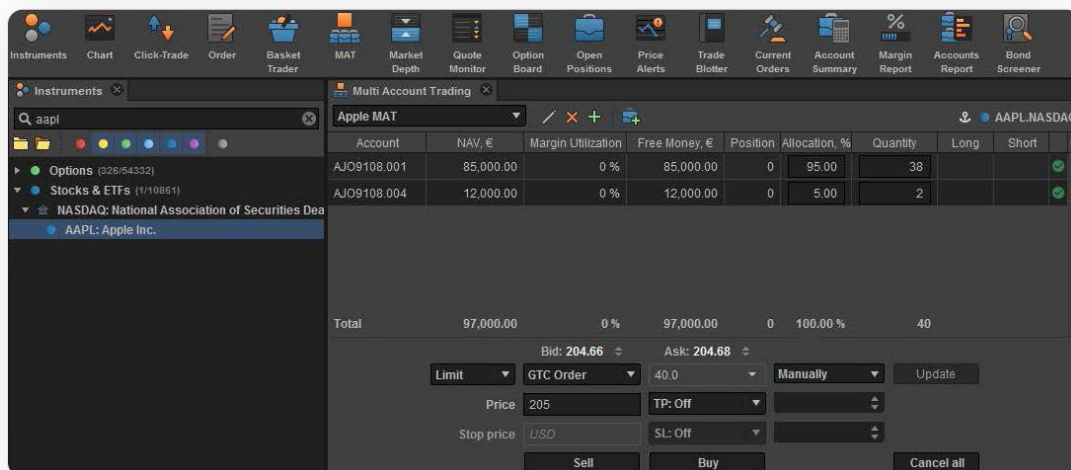 Instruments Chart Click-Trade Order Basket Trader MAT Market Depth Quote Monitor Option Board Open Positions Price Alerts Trade Blotter Current Orders Account Summary Margin Report Accounts Report Bond Screener
Instruments
Multi Account Trading
aapl
Apple MAT
AAPL.NASDAQ
Account NAV, € Margin Utilization Free Money, € Position Allocation, % Quantity Long Short
Options (326/54332)
AJO9108.001 85,000.00 0 % 85,000.00 0 95.00 38
Stocks & ETFs (1/10861)
AJO9108.004 12,000.00 0 % 12,000.00 0 5.00 2
NASDAQ: National Association of Securities Dea
AAPL: Apple Inc.
Total 97,000.00 0 % 97,000.00 0 100.00 % 40
Bid: 204.66 Ask: 204.68
Limit GTC Order 40.0 Manually Update
Price 205 TP: Off
Stop price USD SL: Off
Sell Buy Cancel all